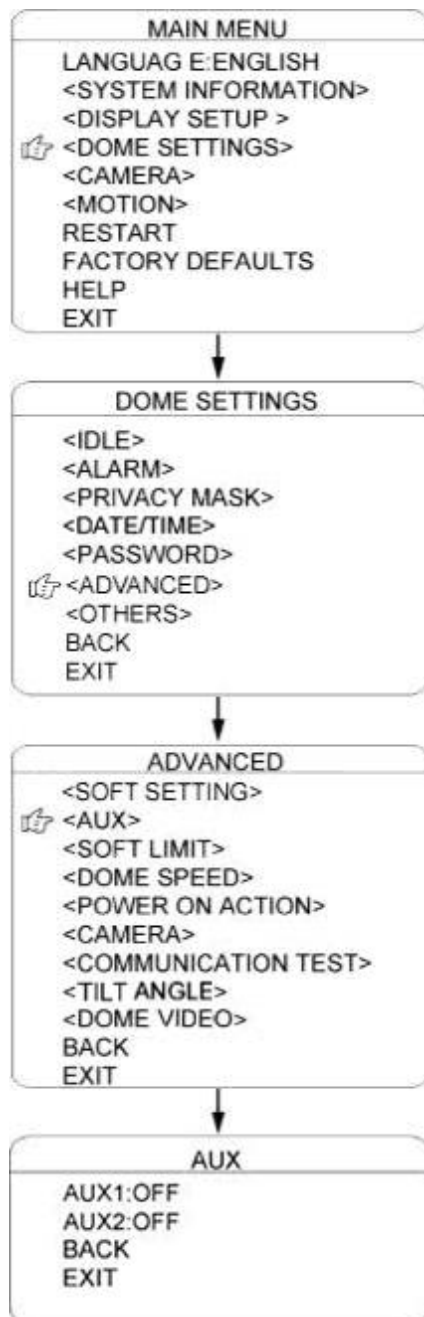 MAIN MENU
LANGUAG E:ENGLISH
<SYSTEM INFORMATION>
<DISPLAY SETUP >
<DOME SETTINGS>
<CAMERA>
<MOTION>
RESTART
FACTORY DEFAULTS
HELP
EXIT
DOME SETTINGS
<IDLE>
<ALARM>
<PRIVACY MASK>
<DATE/TIME>
<PASSWORD>
<ADVANCED>
<OTHERS>
BACK
EXIT
ADVANCED
<SOFT SETTING>
<AUX>
<SOFT LIMIT>
<DOME SPEED>
<POWER ON ACTION>
<CAMERA>
<COMMUNICATION TEST>
<TILT ANGLE>
<DOME VIDEO>
BACK
EXIT
AUX
AUX1:OFF
AUX2:OFF
BACK
EXIT